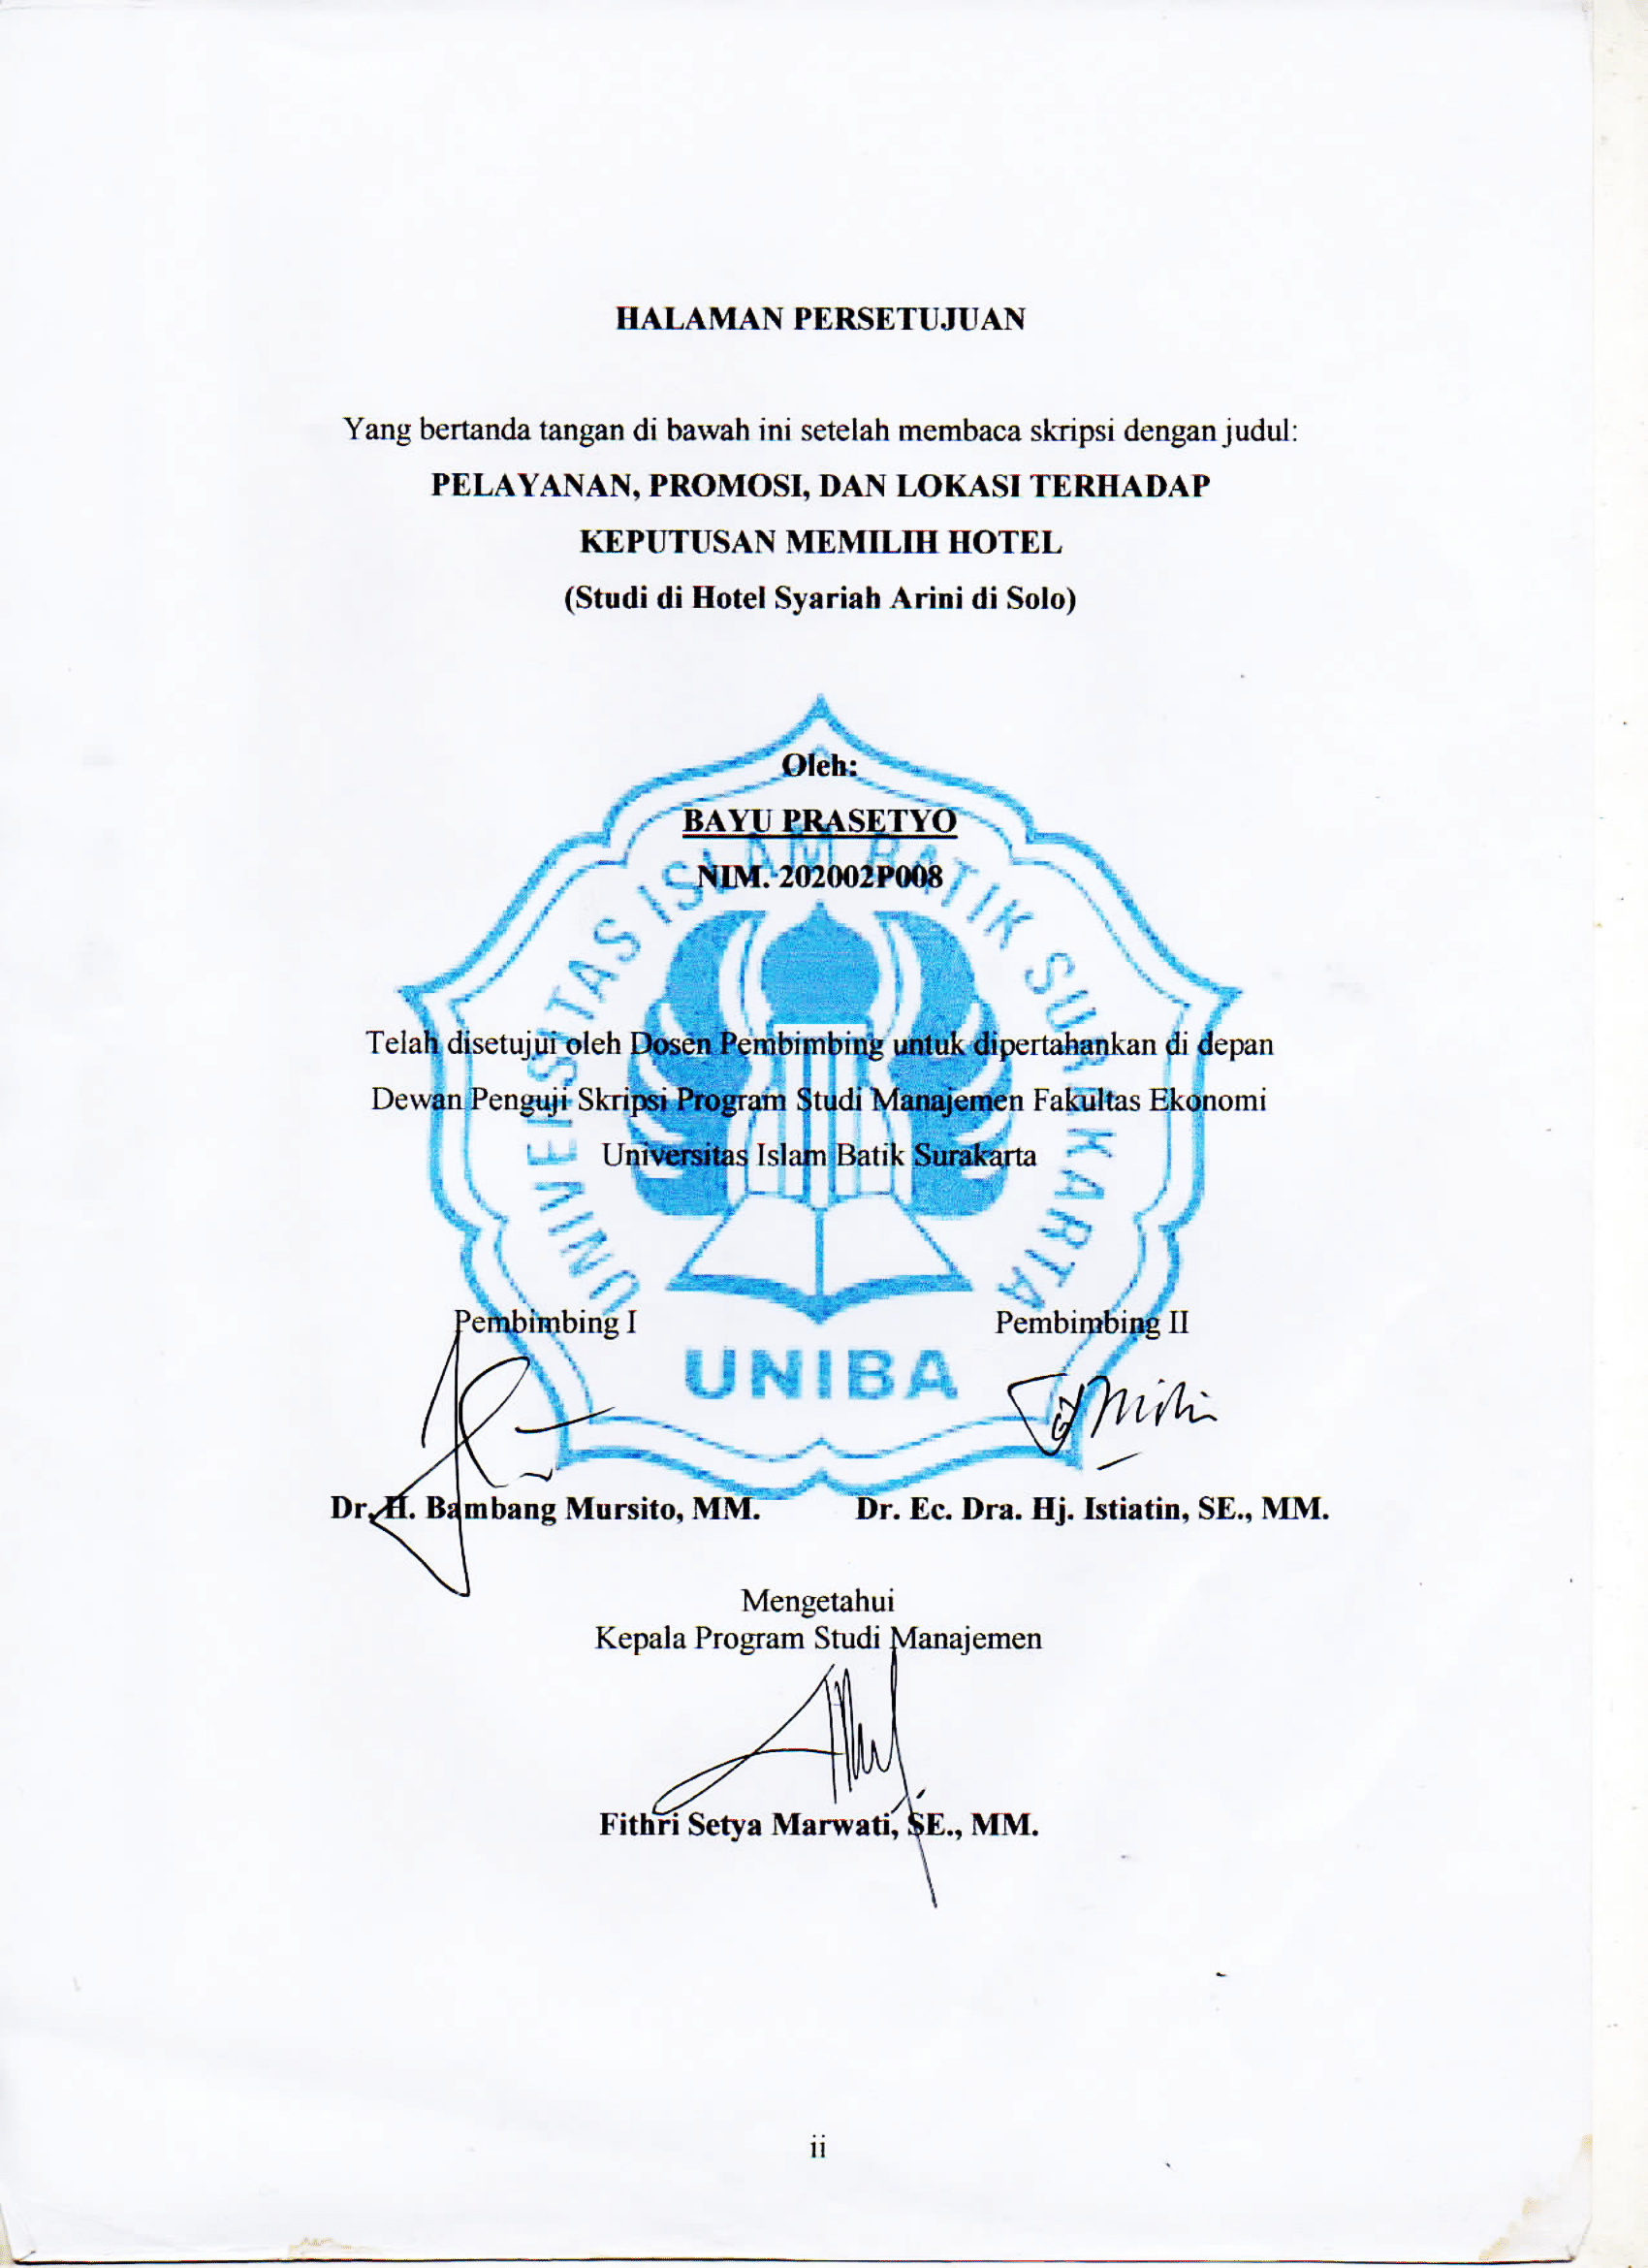 HALAMAN PERSETUJUAN
Yang bertanda tangan di bawah ini setelah membaca skripsi dengan judul:
PELAYANAN, PROMOSI, DAN LOKASI TERHADAP
KEPUTUSAN MEMILIH HOTEL
(Studi di Hotel Syariah Arini di Solo)
Oleh:
BAYU PRASETYO
NIM. 202002P008
UNIVERSITAS ISLAM BATIK SURAKARTA
Telah disetujui oleh Dosen Pembimbing untuk dipertahankan di depan
Dewan Penguji Skripsi Program Studi Manajemen Fakultas Ekonomi
Universitas Islam Batik Surakarta
Pembimbing I Pembimbing II
UNIBA
Dr. H. Bambang Mursito, MM. Dr. Ec. Dra. Hj. Istiatin, SE., MM.
Mengetahui
Kepala Program Studi Manajemen
Fithri Setya Marwati, SE., MM.
ii